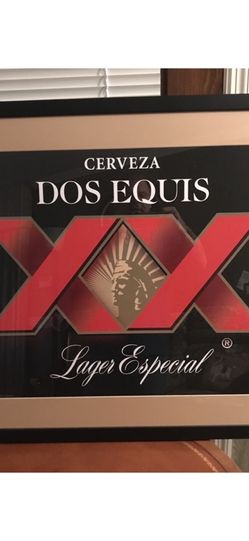 CERVEZA
DOS EQUIS
XX
Lager Especial
®